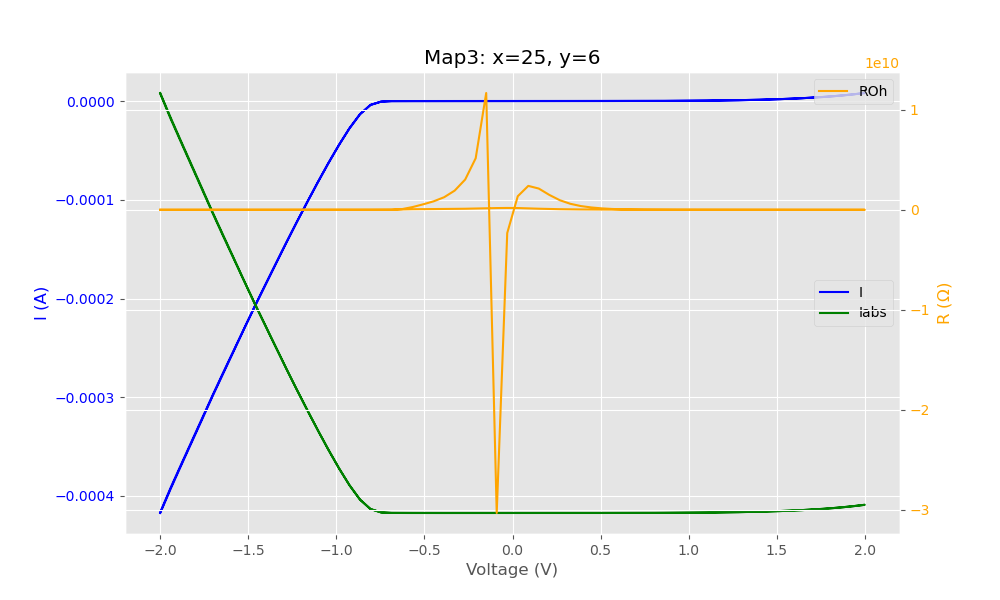 Map3: x=25, y=6
1e10
ROh
I
iabs
0.0000
−0.0001
−0.0002
−0.0003
−0.0004
I (A)
1
0
−1
−2
−3
R (Ω)
−2.0 −1.5 −1.0 −0.5 0.0 0.5 1.0 1.5 2.0
Voltage (V)